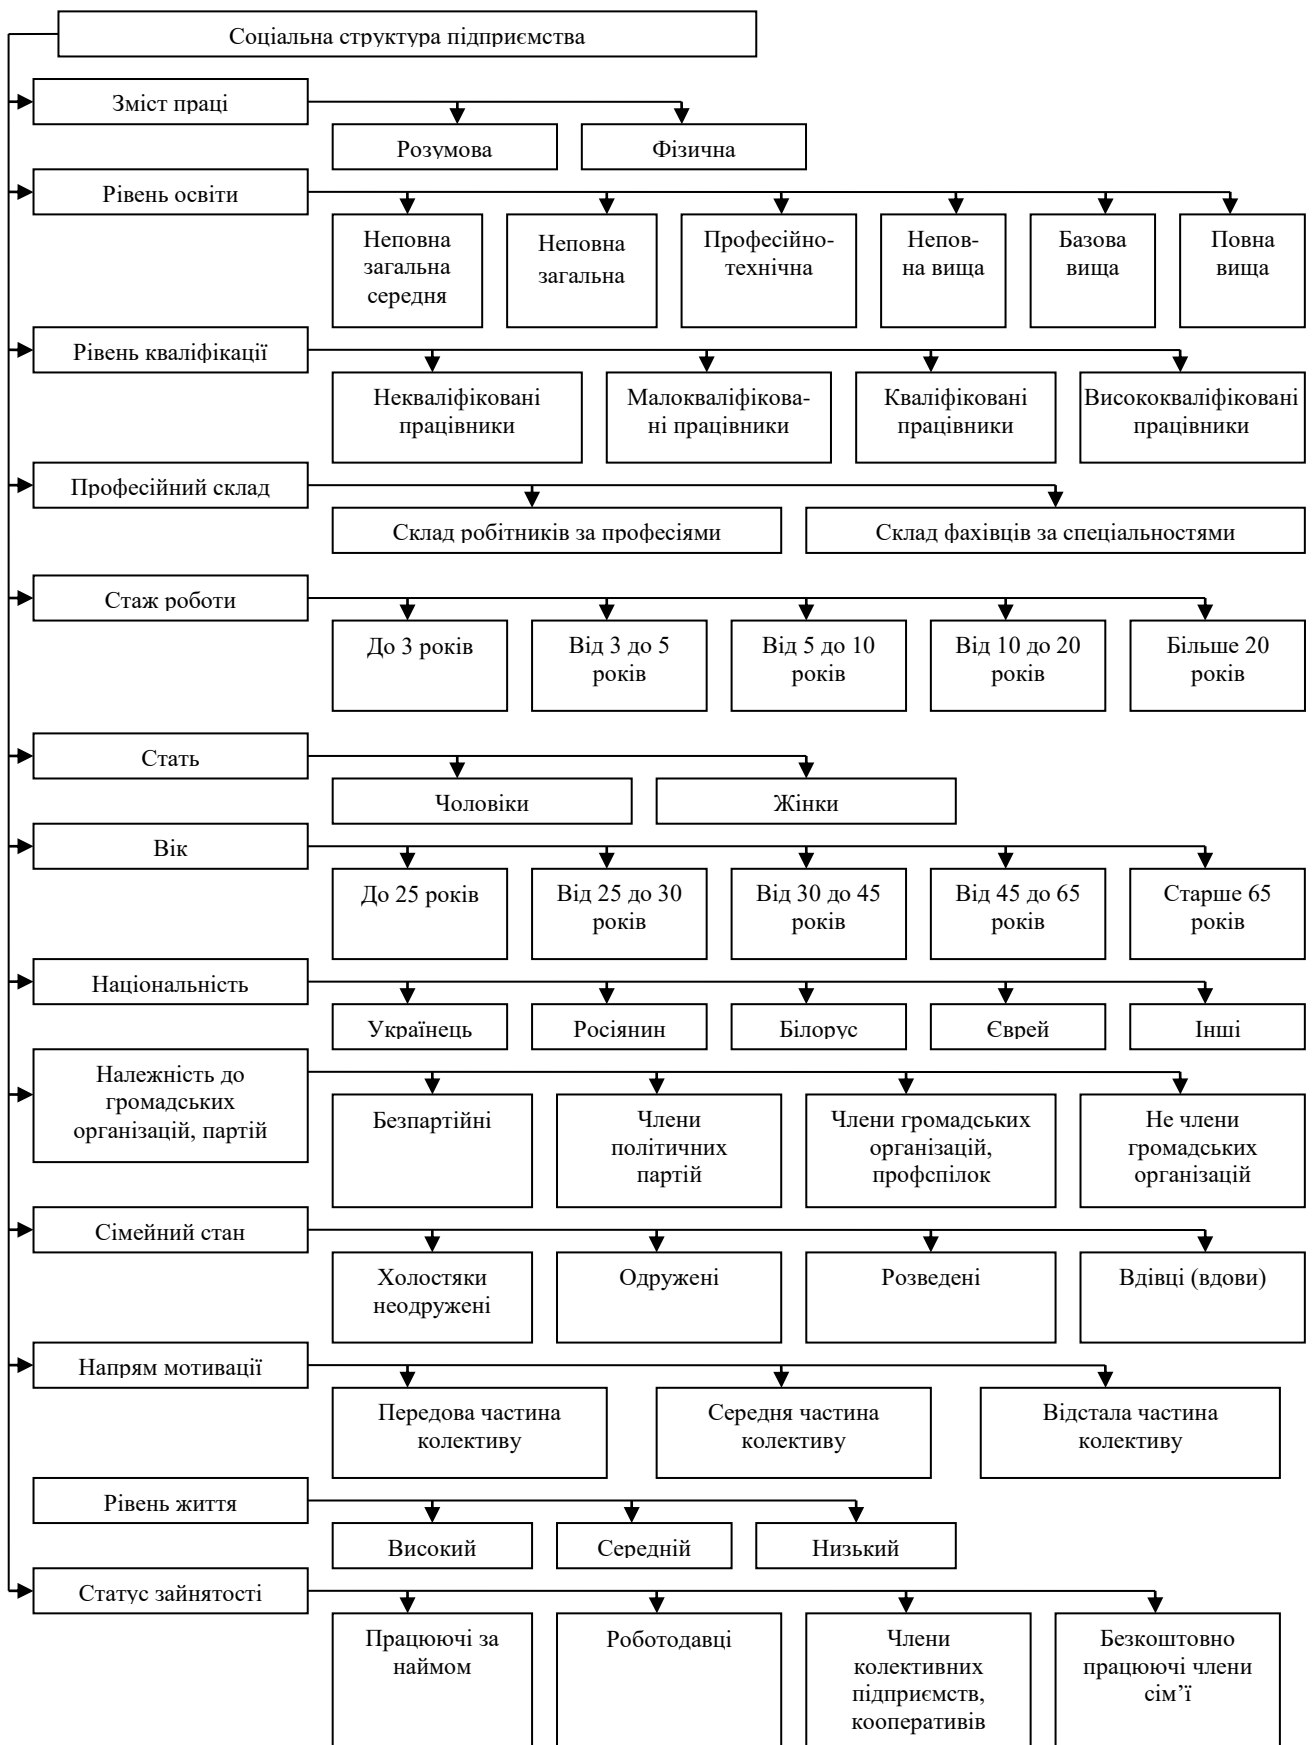 Соціальна структура підприємства
Зміст праці
Розумова
Фізична
Рівень освіти
Неповна
загальна
середня
Неповна
загальна
Професійно-
технічна
Непов-
на вища
Базова
вища
Повна
вища
Рівень кваліфікації
Некваліфіковані
працівники
Малокваліфікова-
ні працівники
Кваліфіковані
працівники
Висококваліфіковані
працівники
Професійний склад
Склад робітників за професіями
Склад фахівців за спеціальностями
Стаж роботи
До 3 років
Від 3 до 5
років
Від 5 до 10
років
Від 10 до 20
років
Більше 20
років
Стать
Чоловіки
Жінки
Вік
До 25 років
Від 25 до 30
років
Від 30 до 45
років
Від 45 до 65
років
Старше 65
років
Національність
Українець
Росіянин
Білорус
Єврей
Інші
Належність до
громадських
організацій, партій
Безпартійні
Члени
політичних
партій
Члени громадських
організацій,
профспілок
Не члени
громадських
організацій
Сімейний стан
Холостяки
неодружені
Одружені
Розведені
Вдівці (вдови)
Напрям мотивації
Передова частина
колективу
Середня частина
колективу
Відстала частина
колективу
Рівень життя
Високий
Середній
Низький
Статус зайнятості
Працюючі за
наймом
Роботодавці
Члени
колективних
підприємств,
кооперативів
Безкоштовно
працюючі члени
сім’ї